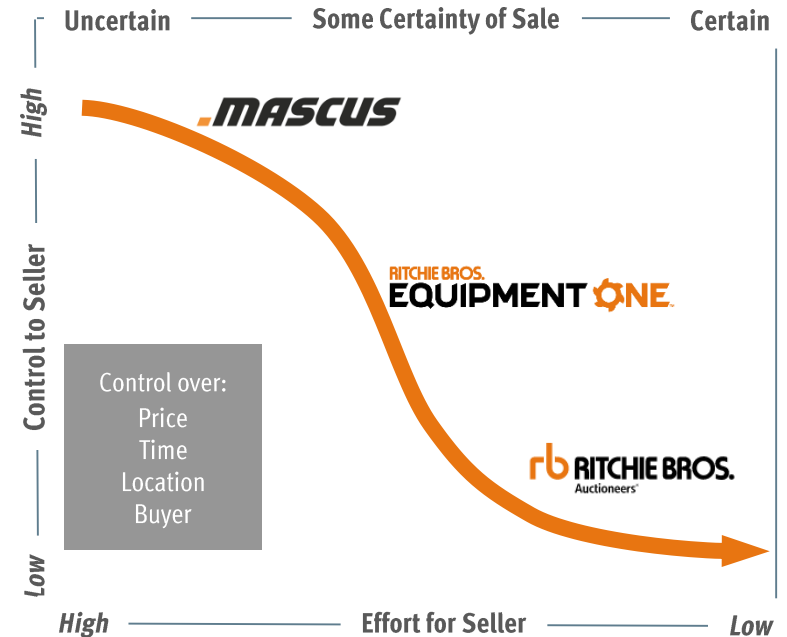 Uncertain
Some Certainty of Sale
Certain
High
Control to Seller
Low
.MASCUS
RITCHIE BROS.
EQUIPMENT ONE™
Control over:
Price
Time
Location
Buyer
rb RITCHIE BROS.
Auctioneers®
High
Effort for Seller
Low